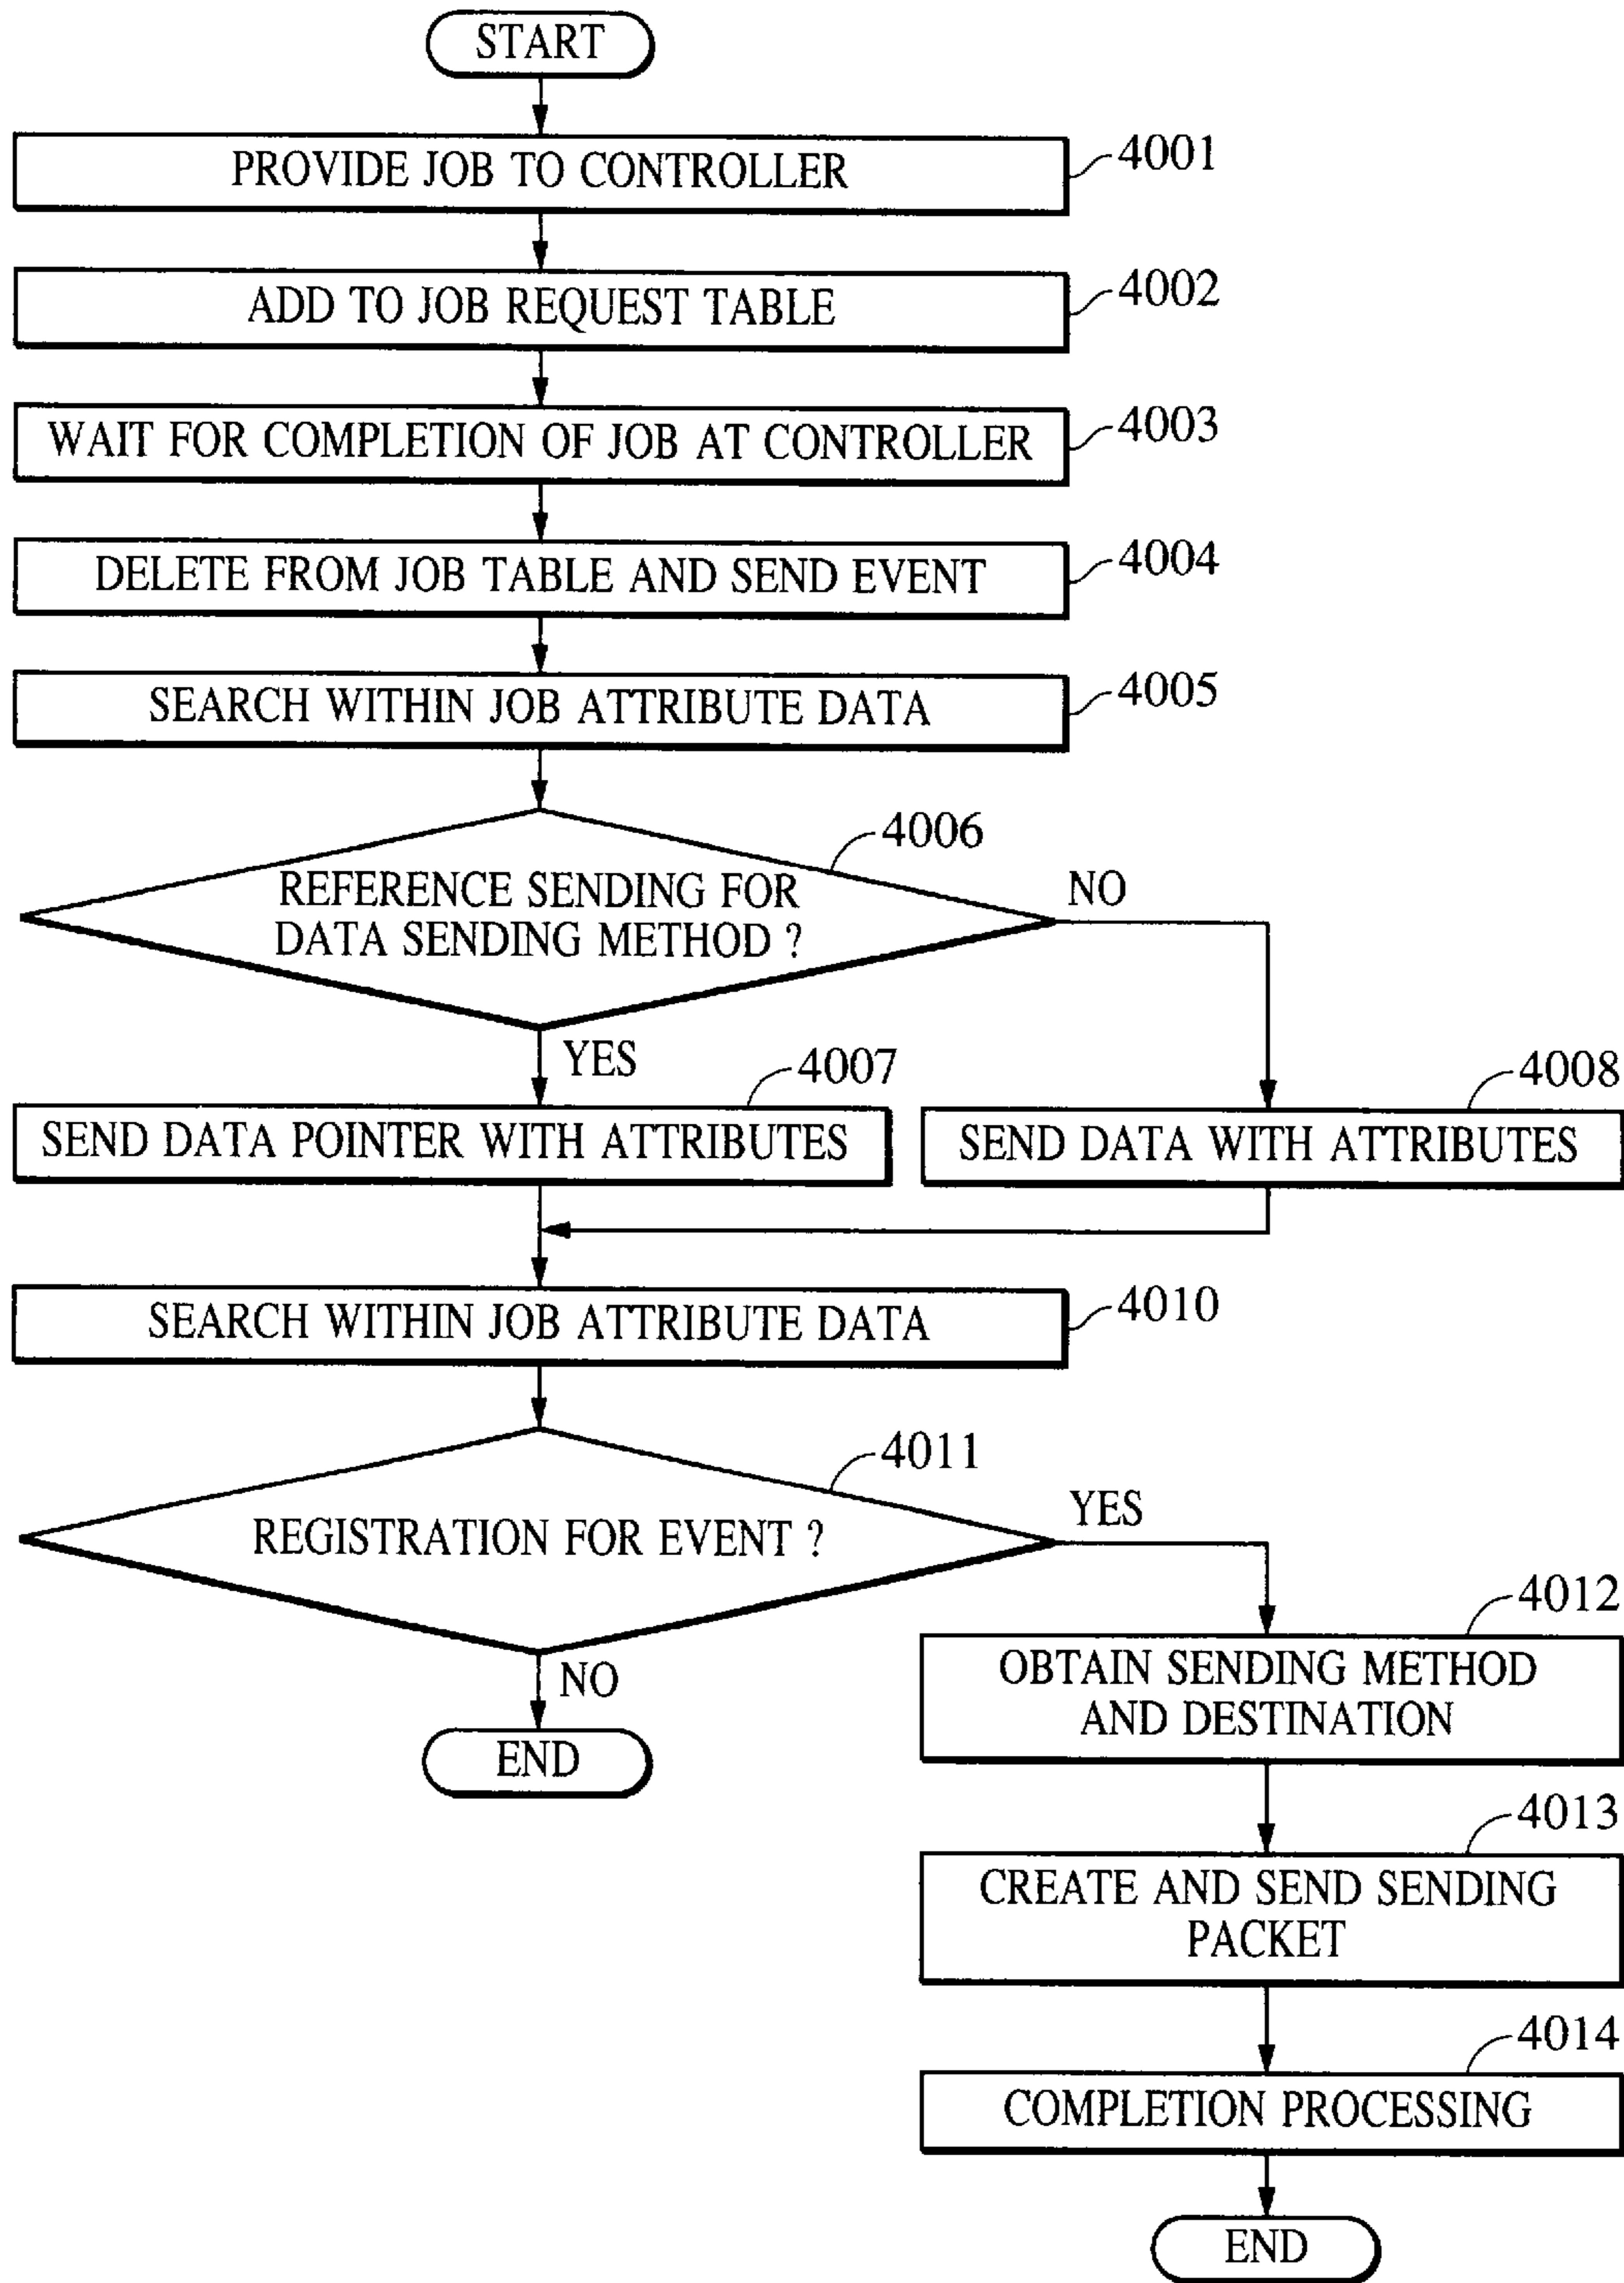 START
PROVIDE JOB TO CONTROLLER
4001
ADD TO JOB REQUEST TABLE
4002
WAIT FOR COMPLETION OF JOB AT CONTROLLER
4003
DELETE FROM JOB TABLE AND SEND EVENT
4004
SEARCH WITHIN JOB ATTRIBUTE DATA
4005
4006
REFERENCE SENDING FOR
DATA SENDING METHOD ?
NO
YES
4007
SEND DATA POINTER WITH ATTRIBUTES
4008
SEND DATA WITH ATTRIBUTES
SEARCH WITHIN JOB ATTRIBUTE DATA
4010
4011
REGISTRATION FOR EVENT ?
YES
NO
END
4012
OBTAIN SENDING METHOD
AND DESTINATION
4013
CREATE AND SEND SENDING
PACKET
4014
COMPLETION PROCESSING
END